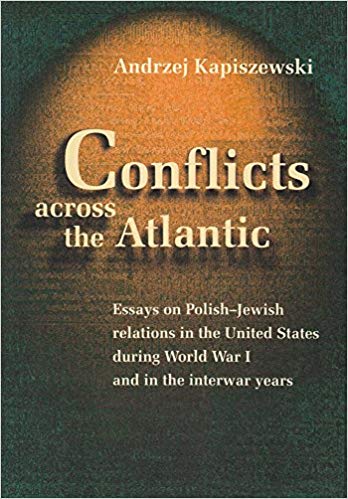 Andrzej Kapiszewski
Conflicts
across
the Atlantic
Essays on Polish–Jewish
relations in the United States
during World War I
and in the interwar years